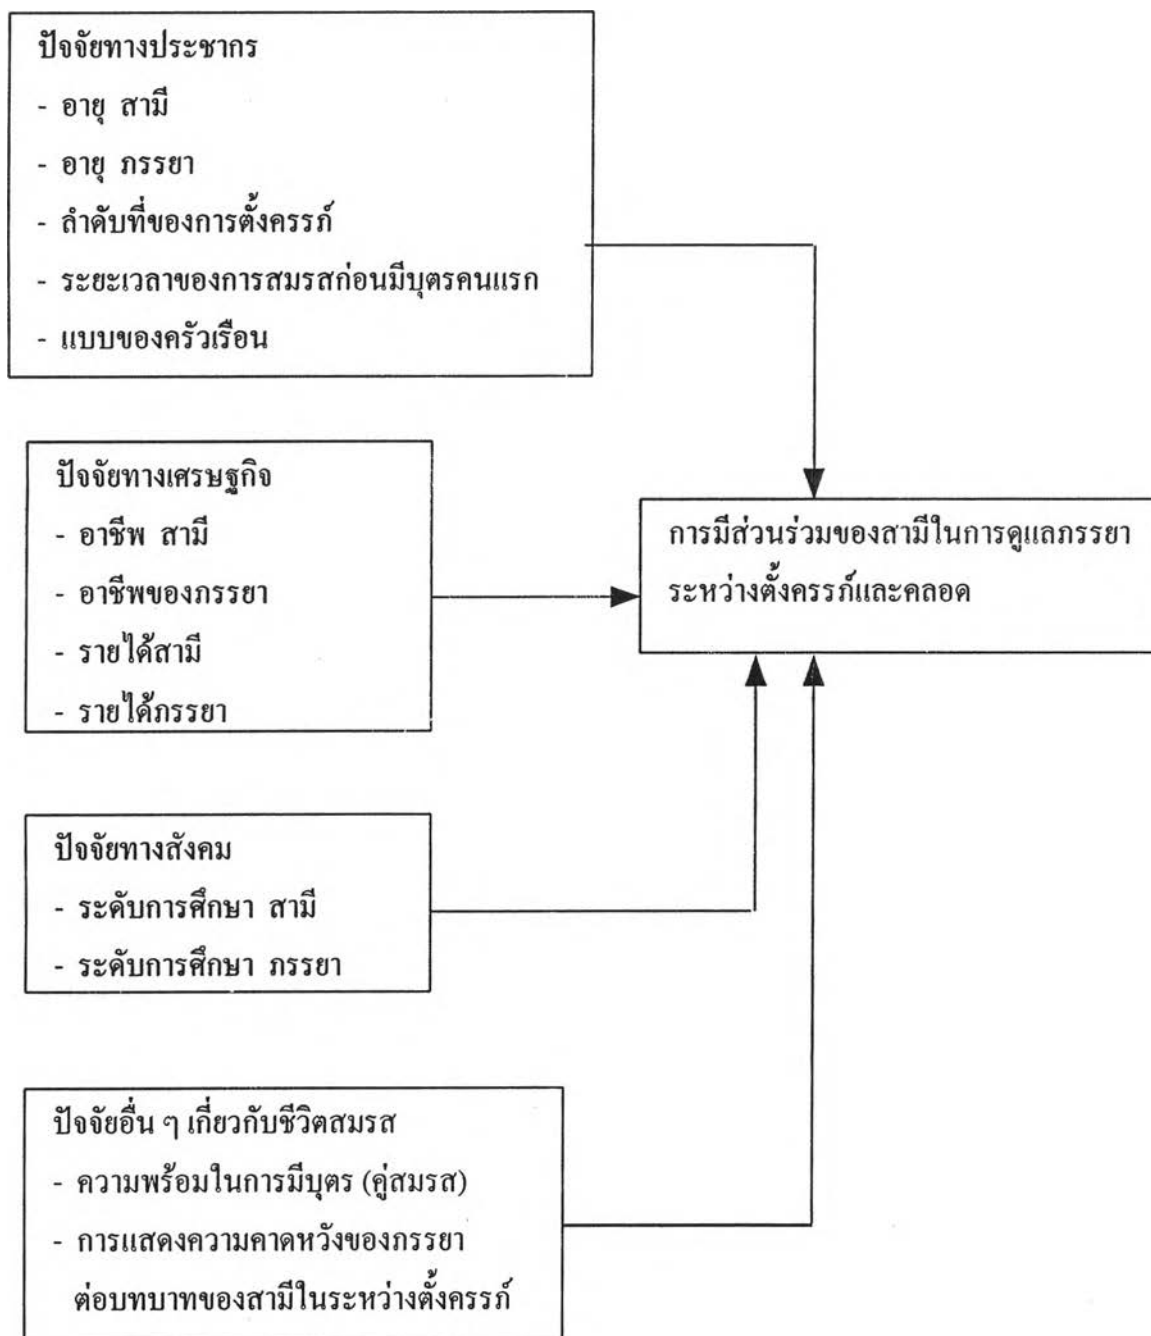 ปัจจัยทางประชากร
- อายุ สามี
- อายุ ภรรยา
- ลำดับที่ของการตั้งครรภ์
- ระยะเวลาของการสมรสก่อนมีบุตรคนแรก
- แบบของครัวเรือน
ปัจจัยทางเศรษฐกิจ
- อาชีพ สามี
- อาชีพของภรรยา
- รายได้สามี
- รายได้ภรรยา
การมีส่วนร่วมของสามีในการดูแลภรรยา
ระหว่างตั้งครรภ์และคลอด
ปัจจัยทางสังคม
- ระดับการศึกษา สามี
- ระดับการศึกษา ภรรยา
ปัจจัยอื่น ๆ เกี่ยวกับชีวิตสมรส
- ความพร้อมในการมีบุตร (คู่สมรส)
- การแสดงความคาดหวังของภรรยา
ต่อบทบาทของสามีในระหว่างตั้งครรภ์